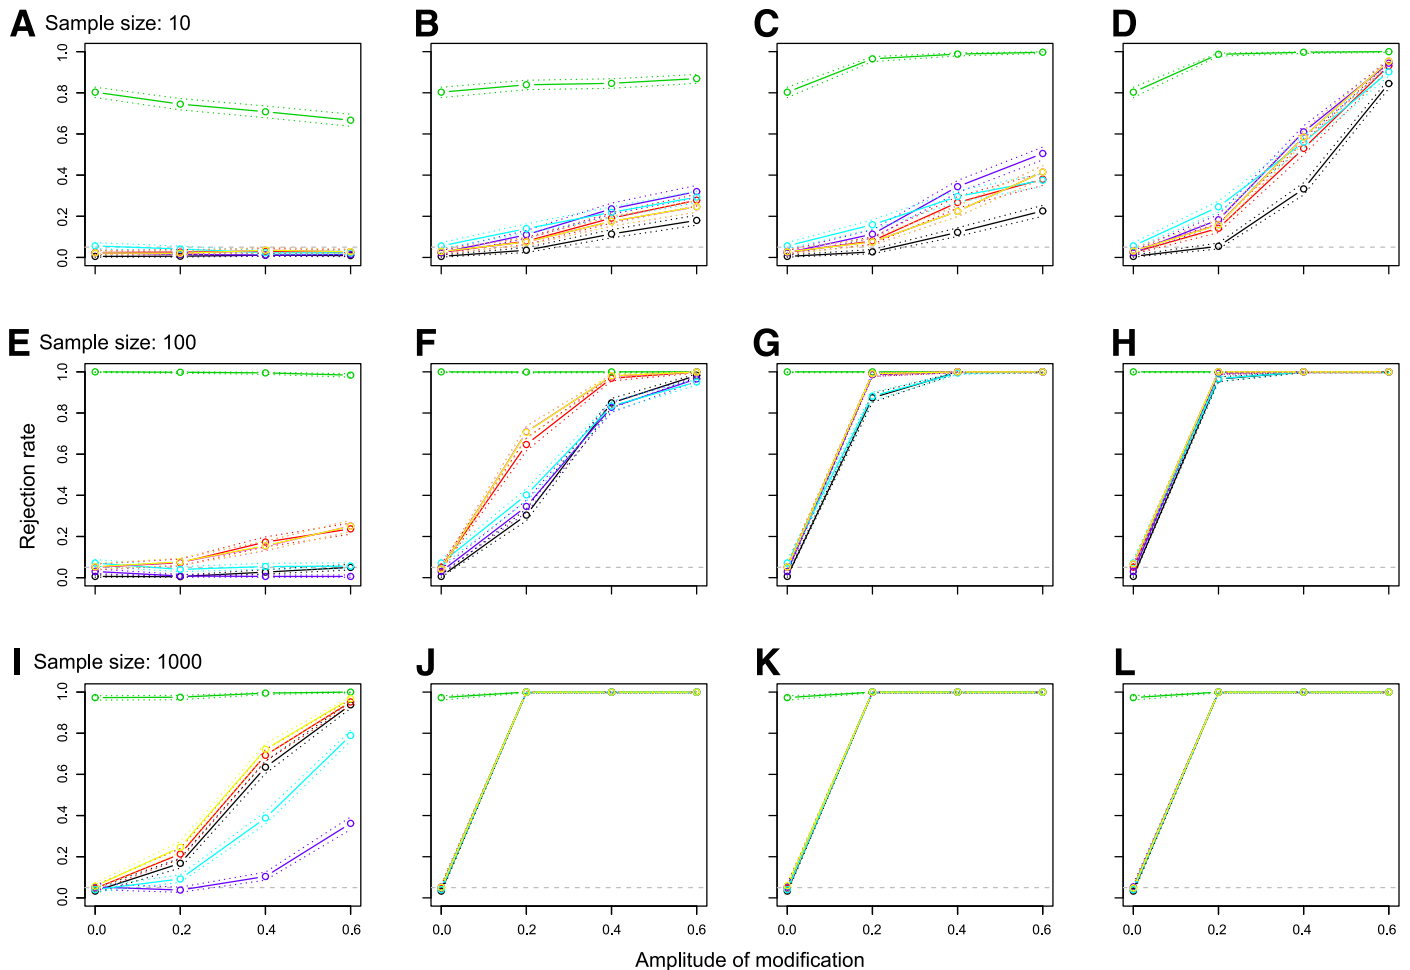 A Sample size: 10
B
C
D
1.0
0.8
0.6
0.4
0.2
0.0
E Sample size: 100
F
G
H
1.0
0.8
0.6
0.4
0.2
0.0
Rejection rate
I Sample size: 1000
J
K
L
1.0
0.8
0.6
0.4
0.2
0.0
0.0 0.2 0.4 0.6
0.0 0.2 0.4 0.6
0.0 0.2 0.4 0.6
0.0 0.2 0.4 0.6
Amplitude of modification